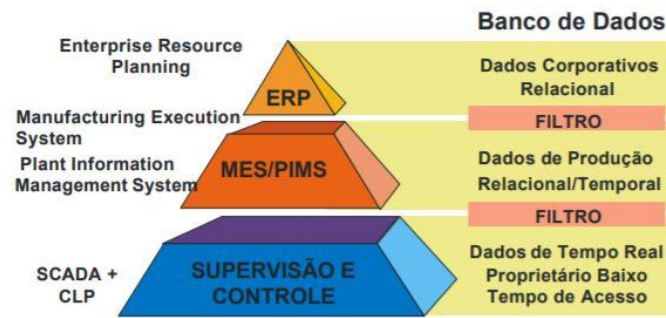 Banco de Dados
Enterprise Resource
Planning
ERP
Dados Corporativos
Relacional
FILTRO
Manufacturing Execution
System
Plant Information
Management System
MES/PIMS
Dados de Produção
Relacional/Temporal
FILTRO
SCADA +
CLP
SUPERVISÃO E
CONTROLE
Dados de Tempo Real
Proprietário Baixo
Tempo de Acesso